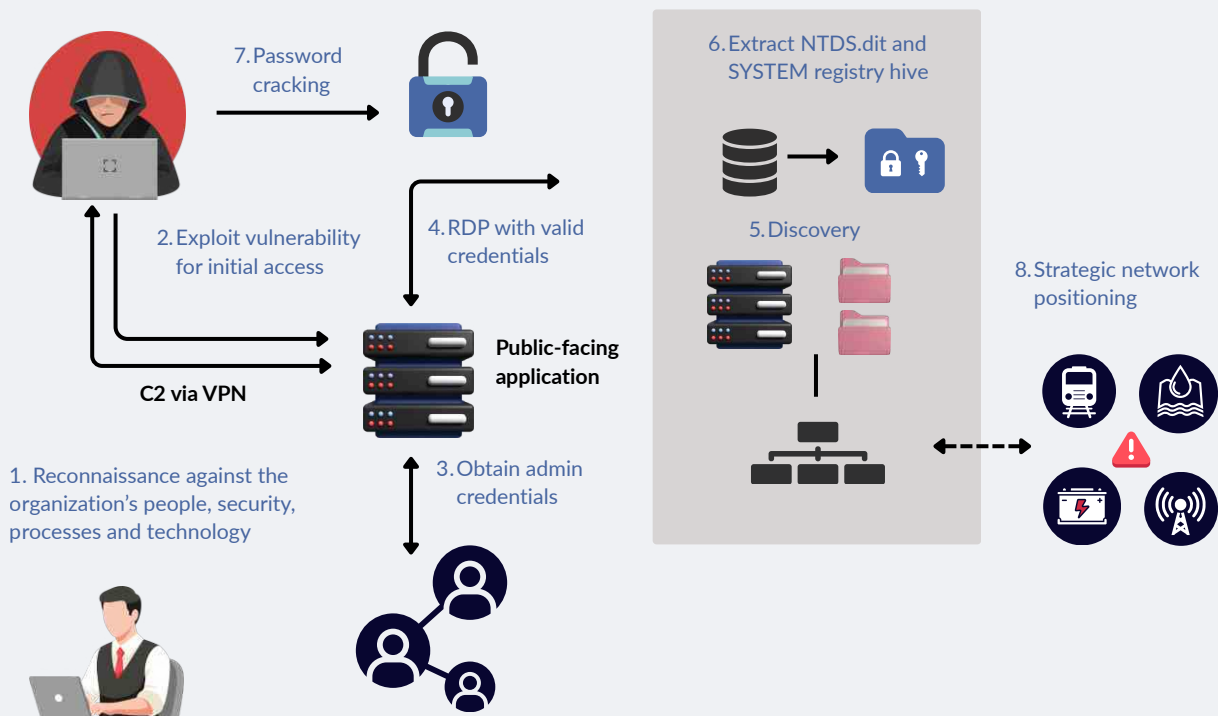 7. Password
cracking
6. Extract NTDS.dit and
SYSTEM registry hive
2. Exploit vulnerability
for initial access
4. RDP with valid
credentials
5. Discovery
8. Strategic network
positioning
Public-facing
application
C2 via VPN
1. Reconnaissance against the
organization's people, security,
processes and technology
3. Obtain admin
credentials